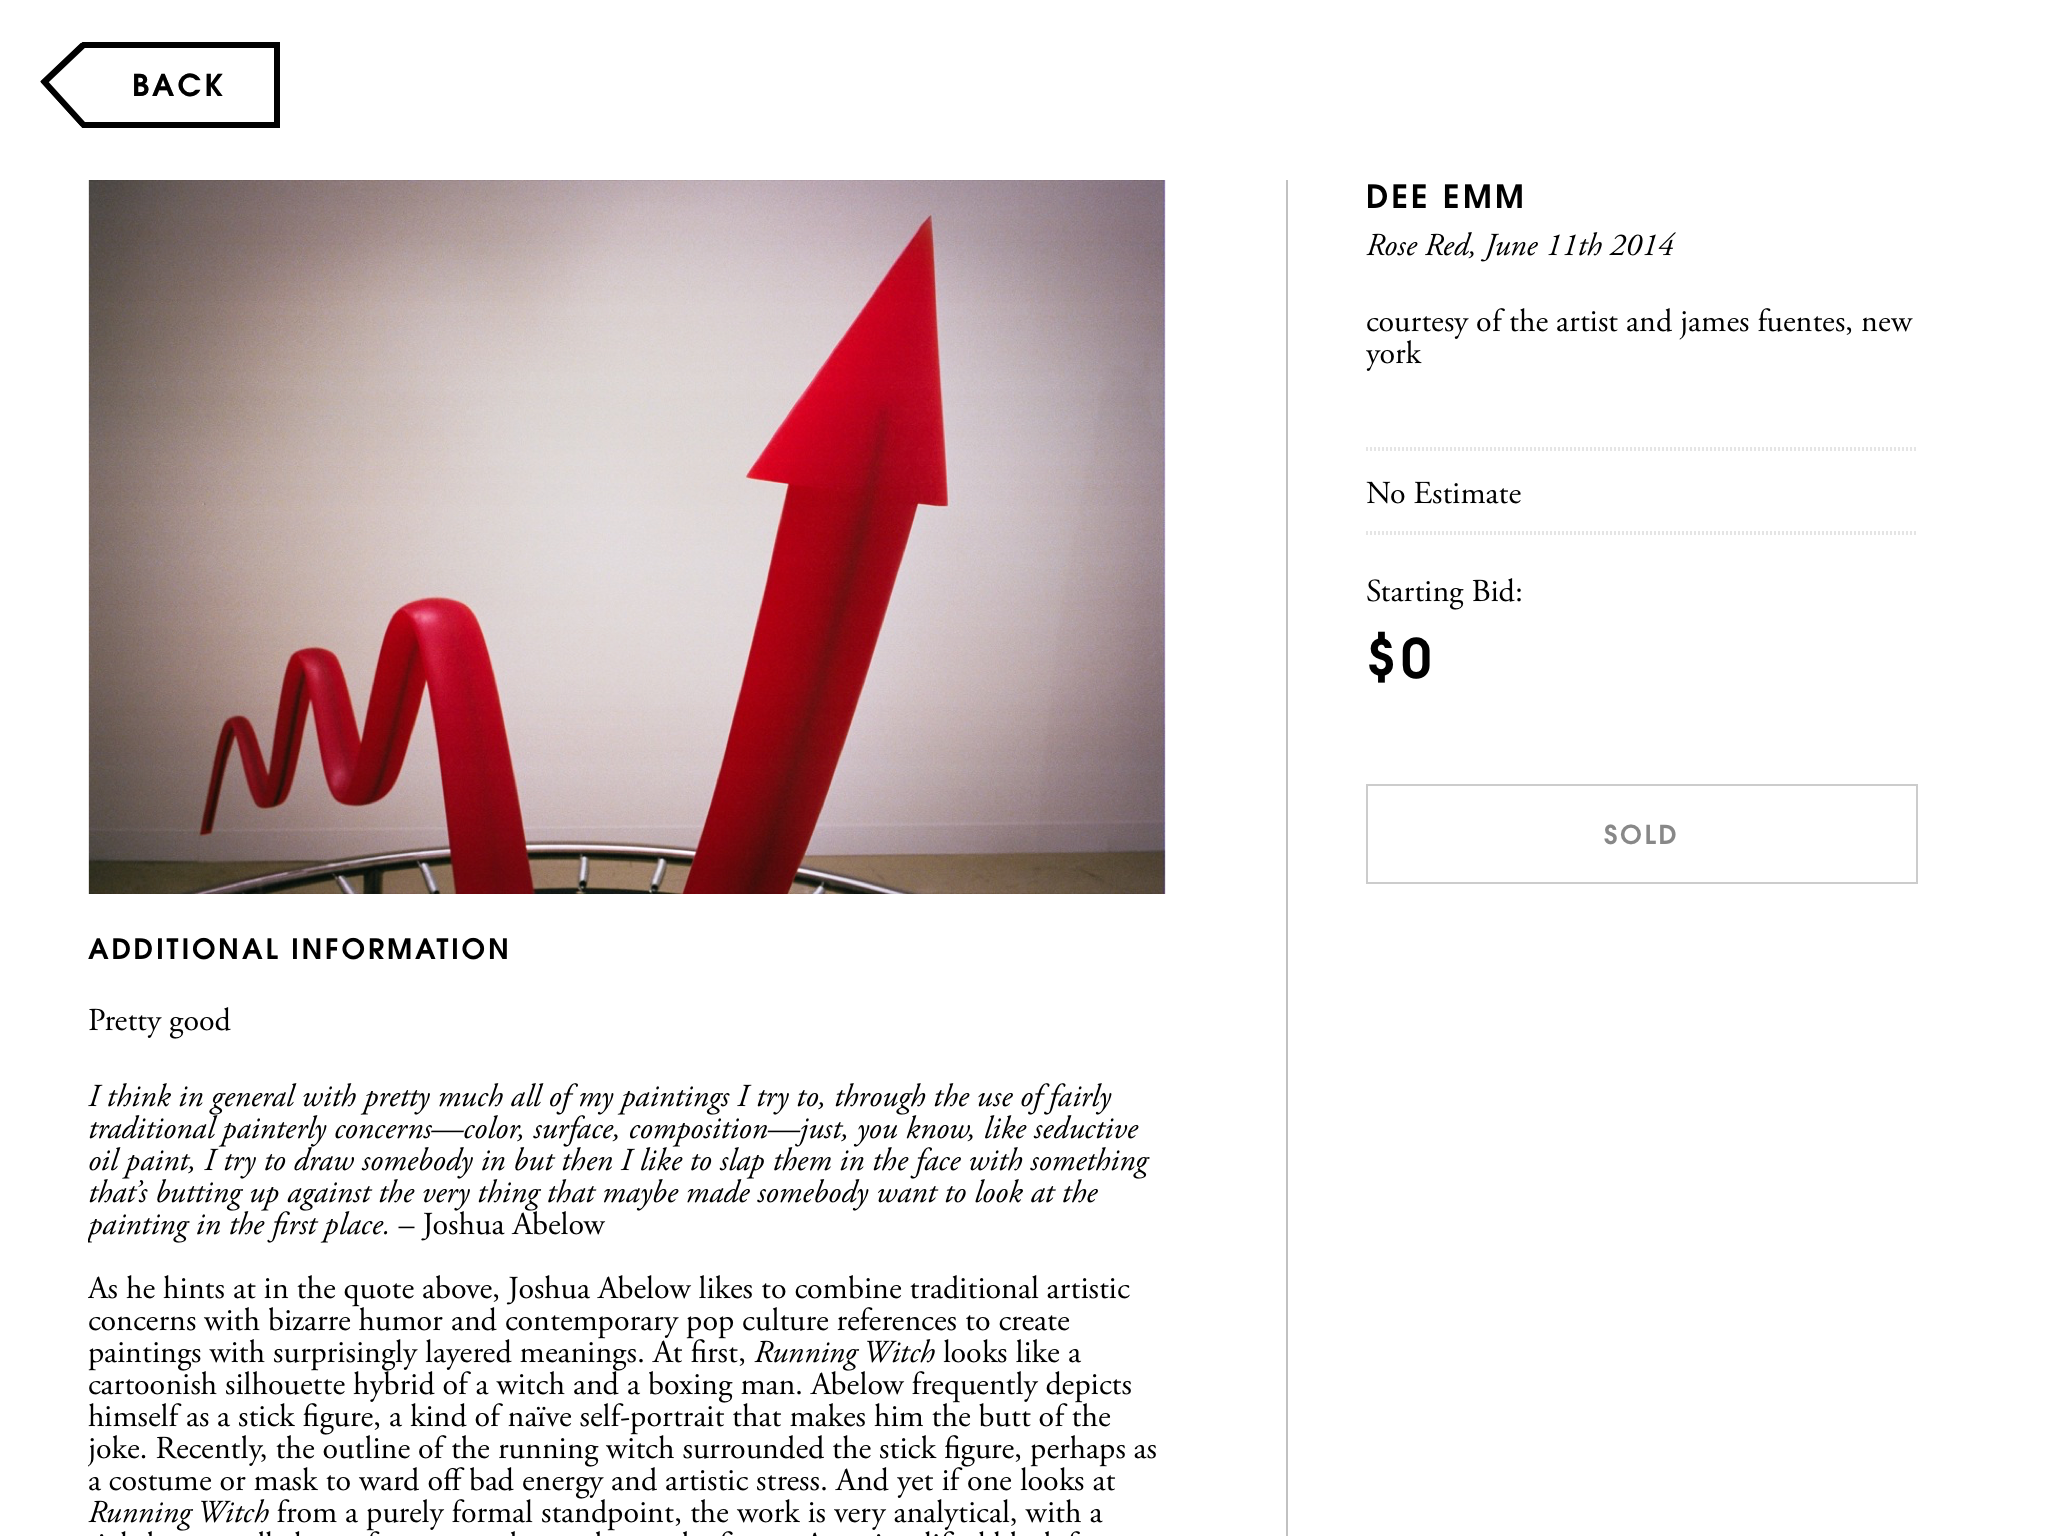 BACK
DEE EMM
Rose Red, June 11th 2014
courtesy of the artist and james fuentes, new
york
No Estimate
Starting Bid:
$0
SOLD
ADDITIONAL INFORMATION
Pretty good
I think in general with pretty much all of my paintings I try to, through the use of fairly
traditional painterly concerns—color, surface, composition—just, you know, like seductive
oil paint, I try to draw somebody in but then I like to slap them in the face with something
that’s butting up against the very thing that maybe made somebody want to look at the
painting in the first place. – Joshua Abelow
As he hints at in the quote above, Joshua Abelow likes to combine traditional artistic
concerns with bizarre humor and contemporary pop culture references to create
paintings with surprisingly layered meanings. At first, Running Witch looks like a
cartoonish silhouette hybrid of a witch and a boxing man. Abelow frequently depicts
himself as a stick figure, a kind of naïve self-portrait that makes him the butt of the
joke. Recently, the outline of the running witch surrounded the stick figure, perhaps as
a costume or mask to ward off bad energy and artistic stress. And yet if one looks at
Running Witch from a purely formal standpoint, the work is very analytical, with a